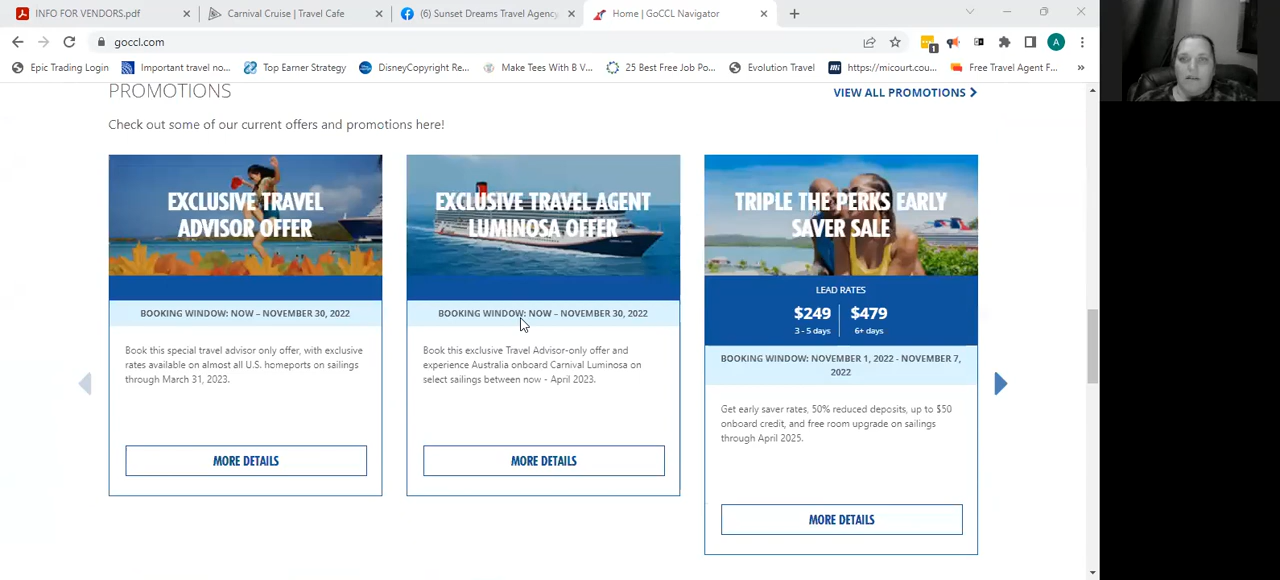 INFO FOR VENDORS.pdf
Carnival Cruise | Travel Cafe
(6) Sunset Dreams Travel Agency
Home | GoCCL Navigator
goccl.com
1
A
Epic Trading Login
Important travel no...
Top Earner Strategy
DisneyCopyright Re...
Make Tees With B V...
25 Best Free Job Po...
Evolution Travel
https://micourt.cou...
Free Travel Agent F...
»
PROMOTIONS
VIEW ALL PROMOTIONS
Check out some of our current offers and promotions here!
EXCLUSIVE TRAVEL
ADVISOR OFFER
BOOKING WINDOW: NOW – NOVEMBER 30, 2022
Book this special travel advisor only offer, with exclusive
rates available on almost all U.S. homeports on sailings
through March 31, 2023.
MORE DETAILS
EXCLUSIVE TRAVEL AGENT
LUMINOSA OFFER
BOOKING WINDOW: NOW – NOVEMBER 30, 2022
Book this exclusive Travel Advisor-only offer and
experience Australia onboard Carnival Luminosa on
select sailings between now - April 2023.
MORE DETAILS
TRIPLE THE PERKS EARLY
SAVER SALE
LEAD RATES
$249 $479
3 - 5 days 6+ days
BOOKING WINDOW: NOVEMBER 1, 2022 - NOVEMBER 7,
2022
Get early saver rates, 50% reduced deposits, up to $50
onboard credit, and free room upgrade on sailings
through April 2025.
MORE DETAILS